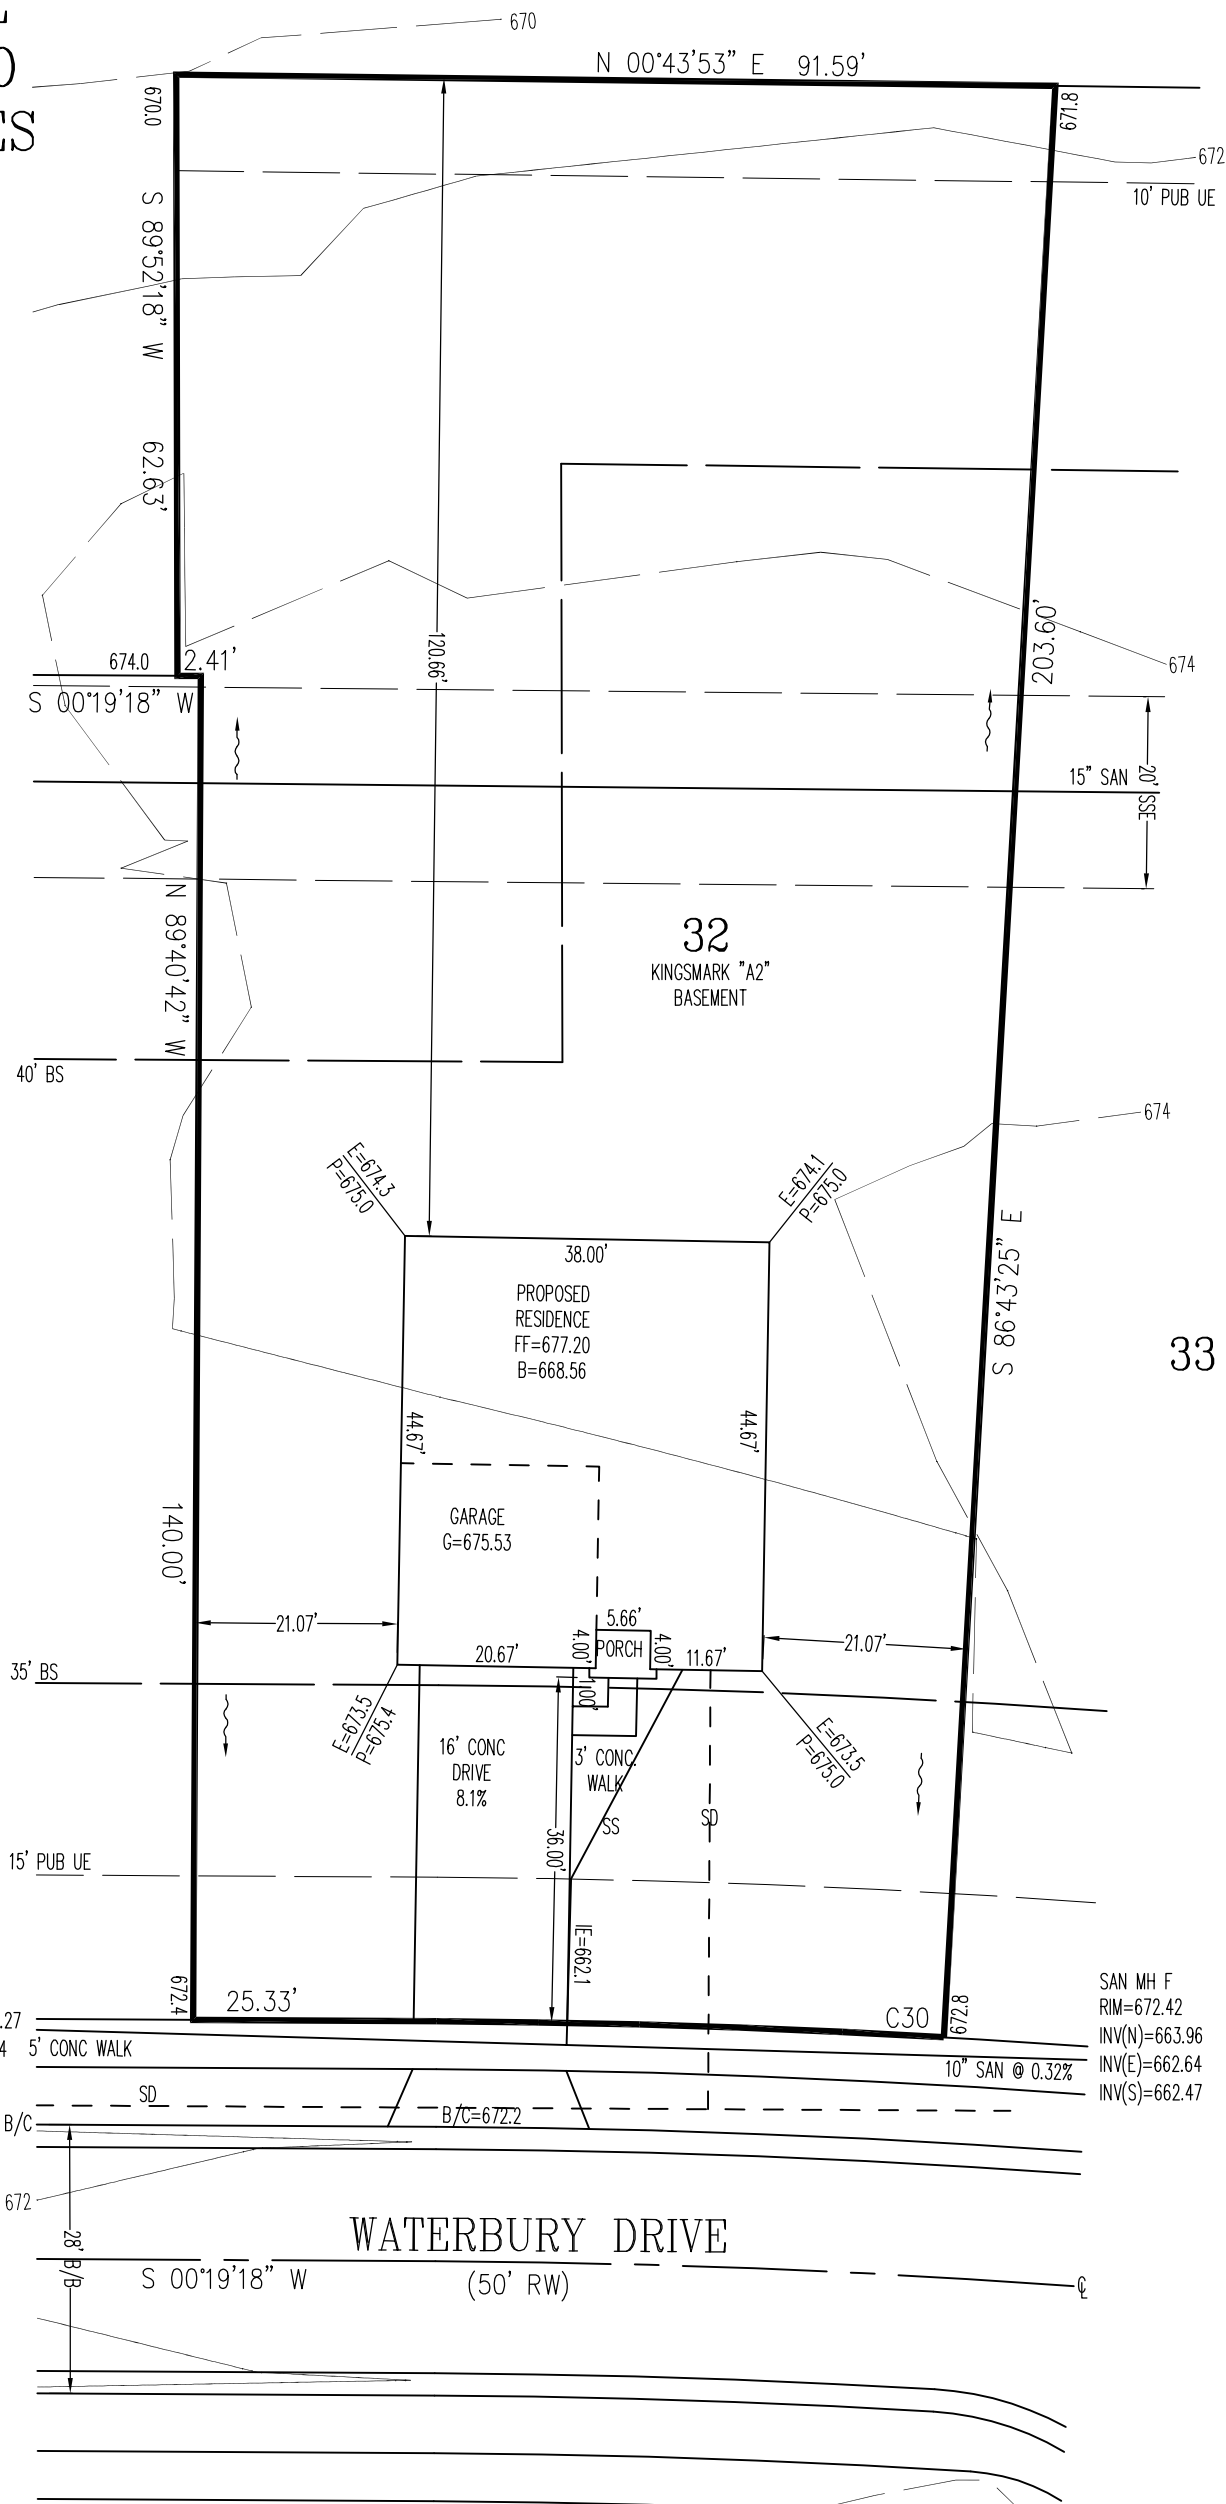 670
N 00°43'53" E 91.59'
ES
670.0
671.8
672
10' PUB UE
S 89°52'18" W 62.63'
674.0
2.41'
S 00°19'18" W
120.66'
203.60'
674
15" SAN
20' SSE
N 89°40'42" W 140.00'
32
KINGSMARK "A2"
BASEMENT
40' BS
674
E=674.3
P=675.0
E=674.1
P=675.0
38.00'
PROPOSED
RESIDENCE
FF=677.20
B=668.56
S 86°43'25" E
33
44.67'
44.67'
GARAGE
G=675.53
21.07'
5.66'
4.00'
PORCH
4.00'
20.67'
11.67'
21.07'
35' BS
1.00'
E=673.5
P=675.4
16' CONC
DRIVE
8.1%
3' CONC.
WALK
E=673.5
P=675.0
SS
SD
36.00'
15' PUB UE
IE=662.1
672.4
25.33'
C30
672.8
SAN MH F
RIM=672.42
INV(N)=663.96
INV(E)=662.64
INV(S)=662.47
.27
4
5' CONC WALK
10" SAN @ 0.32%
SD
B/C
B/C=672.2
672
28' B/B
WATERBURY DRIVE
S 00°19'18" W
(50' RW)
℄